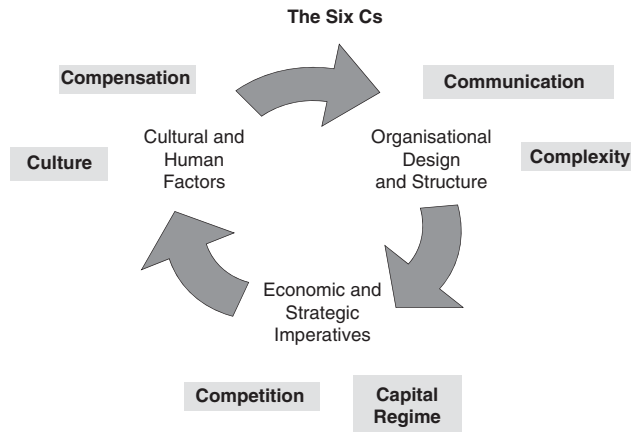 The Six Cs
Compensation
Communication
Cultural and
Human
Factors
Organisational
Design
and Structure
Culture
Complexity
Economic and
Strategic
Imperatives
Competition
Capital
Regime